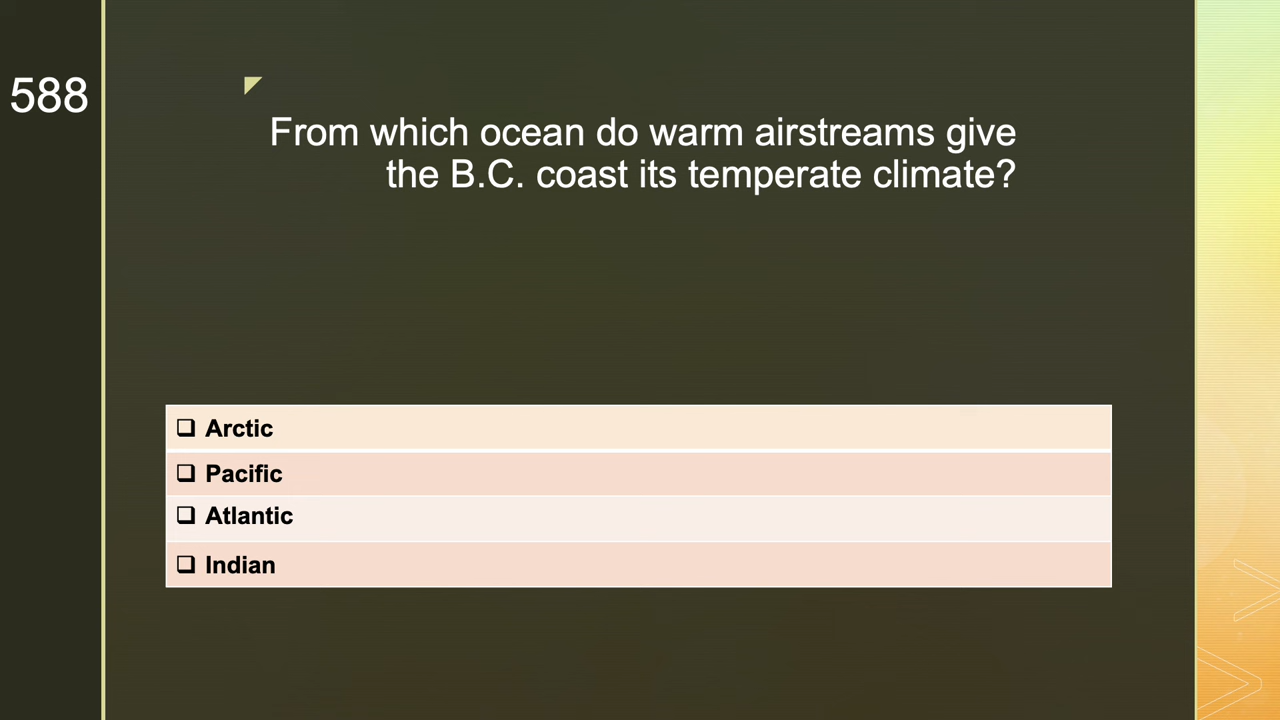 588
From which ocean do warm airstreams give
the B.C. coast its temperate climate?
❑ Arctic
❑ Pacific
❑ Atlantic
❑ Indian